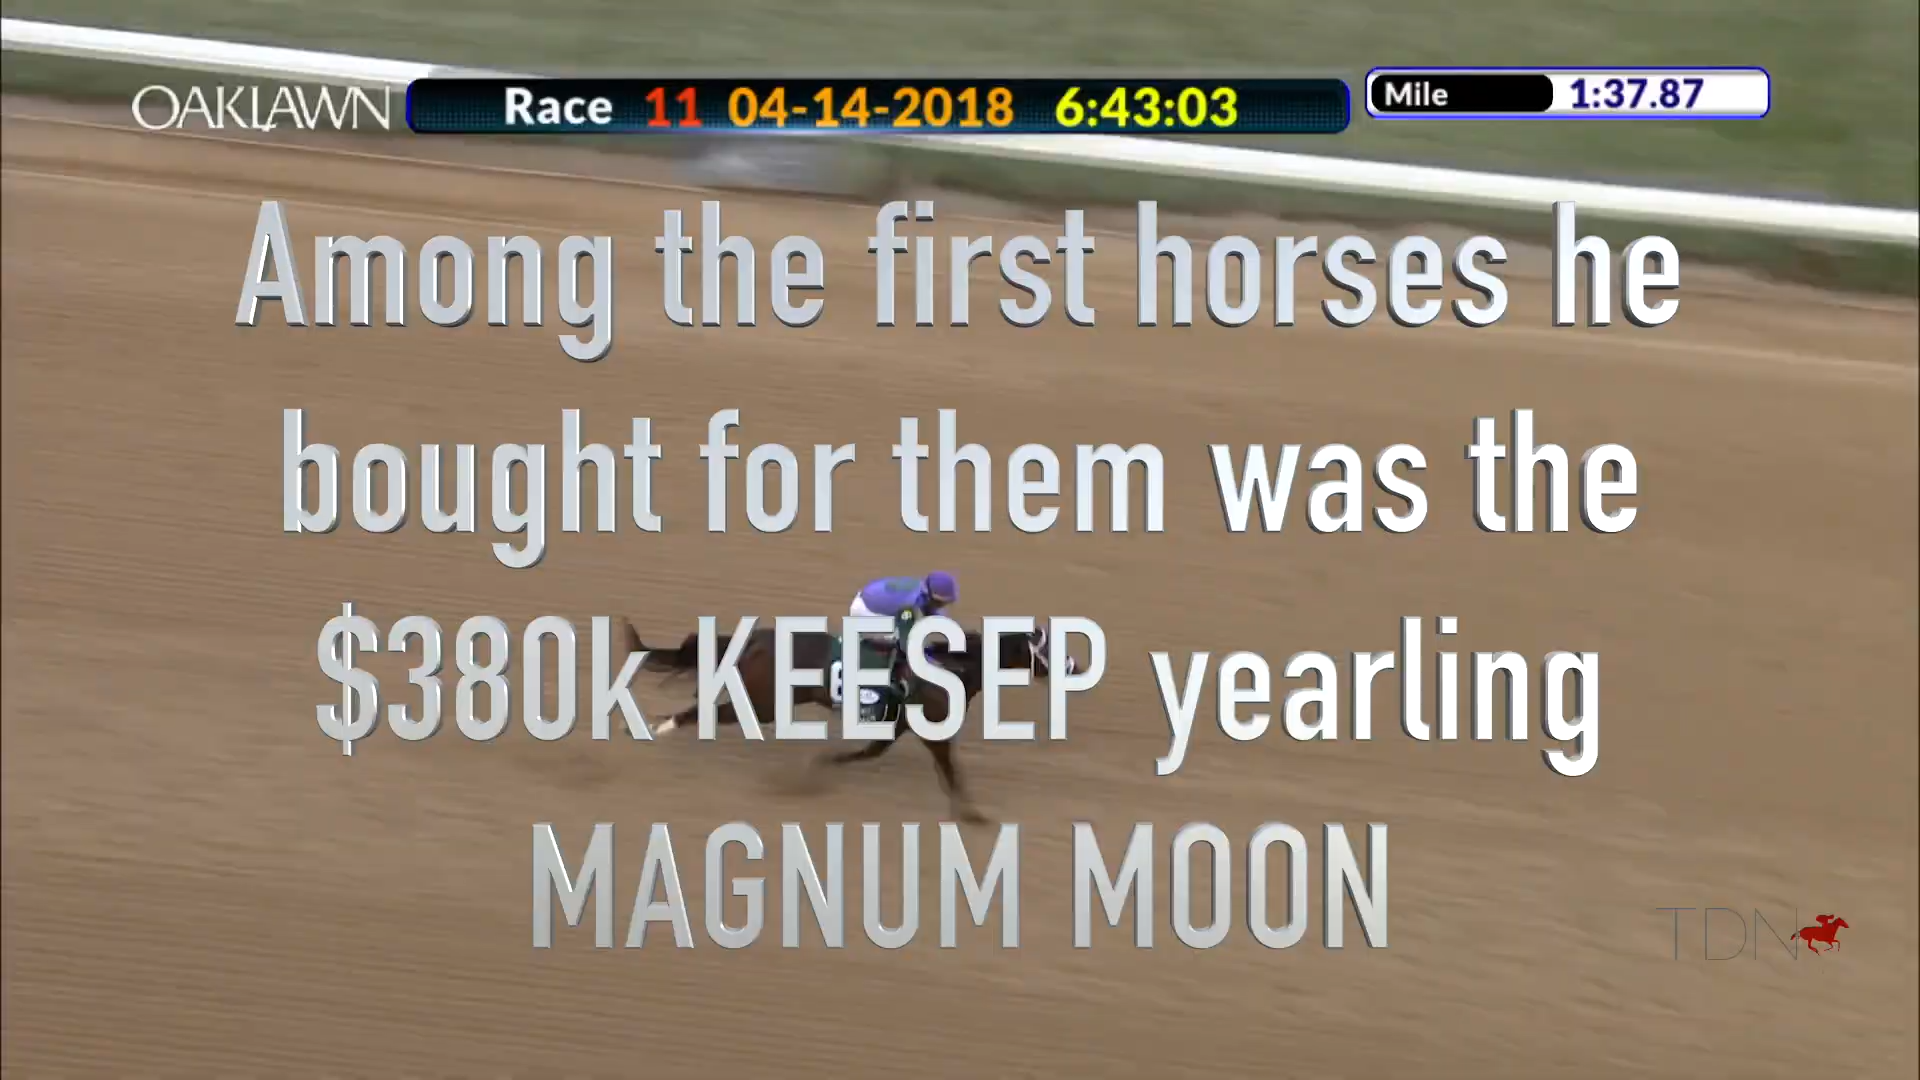 OAKLAWN Race 11 04-14-2018 6:43:03 Mile 1:37.87
Among the first horses he
bought for them was the
$380k KEESEP yearling
MAGNUM MOON
6
TDN